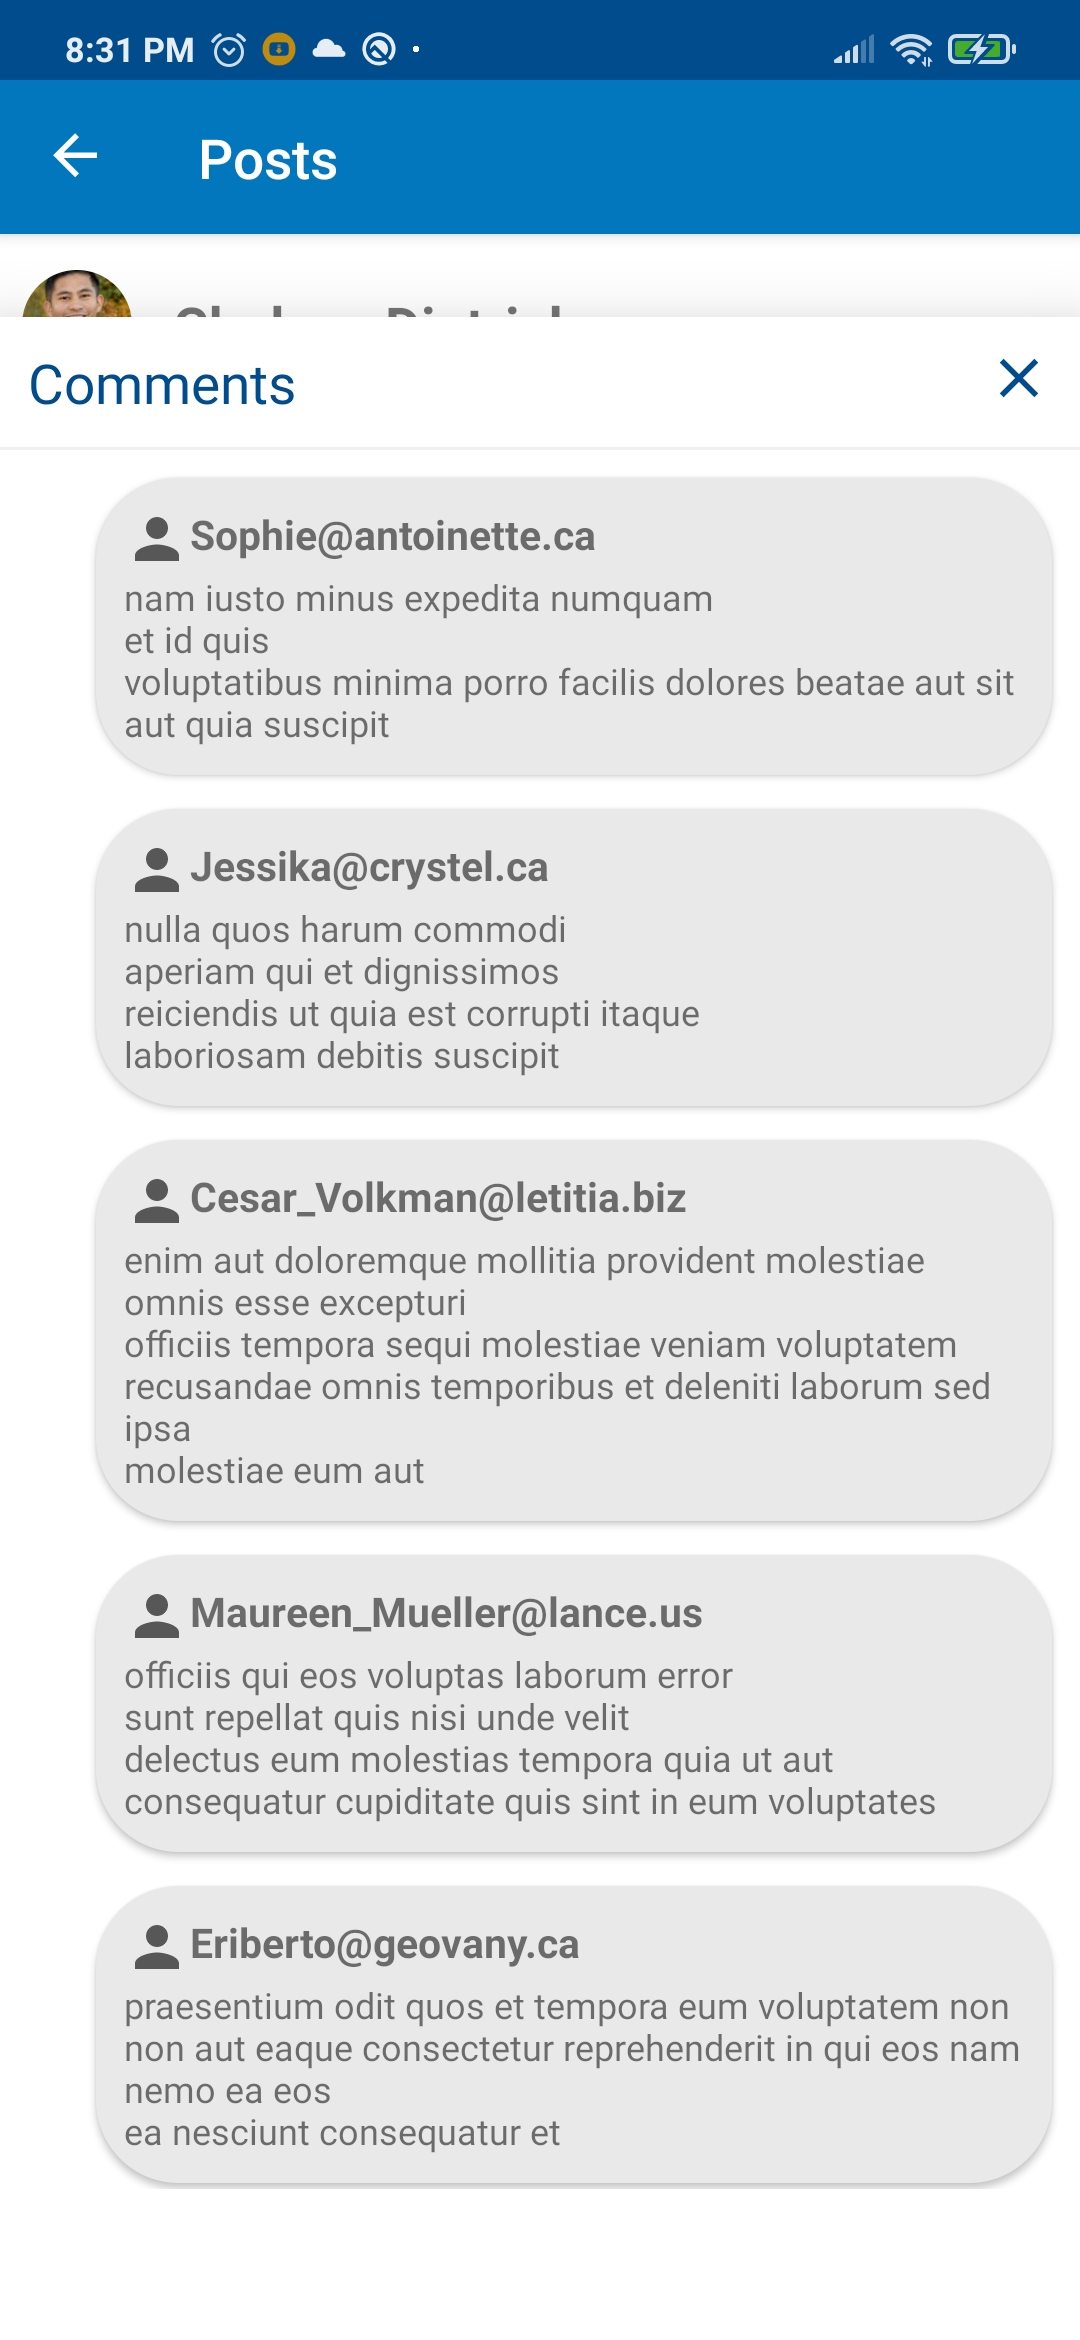 8:31 PM
Posts
Comments
Sophie@antoinette.ca
nam iusto minus expedita numquam
et id quis
voluptatibus minima porro facilis dolores beatae aut sit
aut quia suscipit
Jessika@crystel.ca
nulla quos harum commodi
aperiam qui et dignissimos
reiciendis ut quia est corrupti itaque
laboriosam debitis suscipit
Cesar_Volkman@letitia.biz
enim aut doloremque mollitia provident molestiae
omnis esse excepturi
officiis tempora sequi molestiae veniam voluptatem
recusandae omnis temporibus et deleniti laborum sed
ipsa
molestiae eum aut
Maureen_Mueller@lance.us
officiis qui eos voluptas laborum error
sunt repellat quis nisi unde velit
delectus eum molestias tempora quia ut aut
consequatur cupiditate quis sint in eum voluptates
Eriberto@geovany.ca
praesentium odit quos et tempora eum voluptatem non
non aut eaque consectetur reprehenderit in qui eos nam
nemo ea eos
ea nesciunt consequatur et